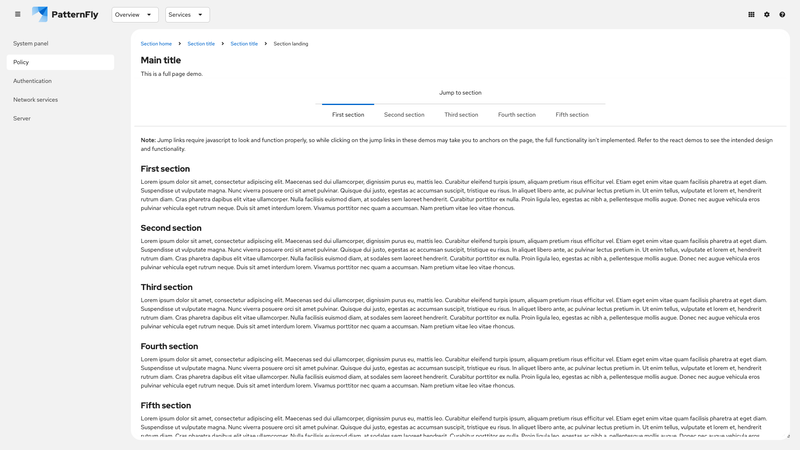 PatternFly
Overview
Services
System panel
Policy
Authentication
Network services
Server
Section home
Section title
Section title
Section landing
Main title
This is a full page demo.
Jump to section
First section
Second section
Third section
Fourth section
Fifth section
Note: Jump links require javascript to look and function properly, so while clicking on the jump links in these demos may take you to anchors on the page, the full functionality isn't implemented. Refer to the react demos to see the intended design
and functionality.
First section
Lorem ipsum dolor sit amet, consectetur adipiscing elit. Maecenas sed dui ullamcorper, dignissim purus eu, mattis leo. Curabitur eleifend turpis ipsum, aliquam pretium risus efficitur vel. Etiam eget enim vitae quam facilisis pharetra at eget diam.
Suspendisse ut vulputate magna. Nunc viverra posuere orci sit amet pulvinar. Quisque dui justo, egestas ac accumsan suscipit, tristique eu risus. In aliquet libero ante, ac pulvinar lectus pretium in. Ut enim tellus, vulputate et lorem et, hendrerit
rutrum diam. Cras pharetra dapibus elit vitae ullamcorper. Nulla facilisis euismod diam, at sodales sem laoreet hendrerit. Curabitur porttitor ex nulla. Proin ligula leo, egestas ac nibh a, pellentesque mollis augue. Donec nec augue vehicula eros
pulvinar vehicula eget rutrum neque. Duis sit amet interdum lorem. Vivamus porttitor nec quam a accumsan. Nam pretium vitae leo vitae rhoncus.
Second section
Lorem ipsum dolor sit amet, consectetur adipiscing elit. Maecenas sed dui ullamcorper, dignissim purus eu, mattis leo. Curabitur eleifend turpis ipsum, aliquam pretium risus efficitur vel. Etiam eget enim vitae quam facilisis pharetra at eget diam.
Suspendisse ut vulputate magna. Nunc viverra posuere orci sit amet pulvinar. Quisque dui justo, egestas ac accumsan suscipit, tristique eu risus. In aliquet libero ante, ac pulvinar lectus pretium in. Ut enim tellus, vulputate et lorem et, hendrerit
rutrum diam. Cras pharetra dapibus elit vitae ullamcorper. Nulla facilisis euismod diam, at sodales sem laoreet hendrerit. Curabitur porttitor ex nulla. Proin ligula leo, egestas ac nibh a, pellentesque mollis augue. Donec nec augue vehicula eros
pulvinar vehicula eget rutrum neque. Duis sit amet interdum lorem. Vivamus porttitor nec quam a accumsan. Nam pretium vitae leo vitae rhoncus.
Third section
Lorem ipsum dolor sit amet, consectetur adipiscing elit. Maecenas sed dui ullamcorper, dignissim purus eu, mattis leo. Curabitur eleifend turpis ipsum, aliquam pretium risus efficitur vel. Etiam eget enim vitae quam facilisis pharetra at eget diam.
Suspendisse ut vulputate magna. Nunc viverra posuere orci sit amet pulvinar. Quisque dui justo, egestas ac accumsan suscipit, tristique eu risus. In aliquet libero ante, ac pulvinar lectus pretium in. Ut enim tellus, vulputate et lorem et, hendrerit
rutrum diam. Cras pharetra dapibus elit vitae ullamcorper. Nulla facilisis euismod diam, at sodales sem laoreet hendrerit. Curabitur porttitor ex nulla. Proin ligula leo, egestas ac nibh a, pellentesque mollis augue. Donec nec augue vehicula eros
pulvinar vehicula eget rutrum neque. Duis sit amet interdum lorem. Vivamus porttitor nec quam a accumsan. Nam pretium vitae leo vitae rhoncus.
Fourth section
Lorem ipsum dolor sit amet, consectetur adipiscing elit. Maecenas sed dui ullamcorper, dignissim purus eu, mattis leo. Curabitur eleifend turpis ipsum, aliquam pretium risus efficitur vel. Etiam eget enim vitae quam facilisis pharetra at eget diam.
Suspendisse ut vulputate magna. Nunc viverra posuere orci sit amet pulvinar. Quisque dui justo, egestas ac accumsan suscipit, tristique eu risus. In aliquet libero ante, ac pulvinar lectus pretium in. Ut enim tellus, vulputate et lorem et, hendrerit
rutrum diam. Cras pharetra dapibus elit vitae ullamcorper. Nulla facilisis euismod diam, at sodales sem laoreet hendrerit. Curabitur porttitor ex nulla. Proin ligula leo, egestas ac nibh a, pellentesque mollis augue. Donec nec augue vehicula eros
pulvinar vehicula eget rutrum neque. Duis sit amet interdum lorem. Vivamus porttitor nec quam a accumsan. Nam pretium vitae leo vitae rhoncus.
Fifth section
Lorem ipsum dolor sit amet, consectetur adipiscing elit. Maecenas sed dui ullamcorper, dignissim purus eu, mattis leo. Curabitur eleifend turpis ipsum, aliquam pretium risus efficitur vel. Etiam eget enim vitae quam facilisis pharetra at eget diam.
Suspendisse ut vulputate magna. Nunc viverra posuere orci sit amet pulvinar. Quisque dui justo, egestas ac accumsan suscipit, tristique eu risus. In aliquet libero ante, ac pulvinar lectus pretium in. Ut enim tellus, vulputate et lorem et, hendrerit
rutrum diam. Cras pharetra dapibus elit vitae ullamcorper. Nulla facilisis euismod diam, at sodales sem laoreet hendrerit. Curabitur porttitor ex nulla. Proin ligula leo, egestas ac nibh a, pellentesque mollis augue. Donec nec augue vehicula eros